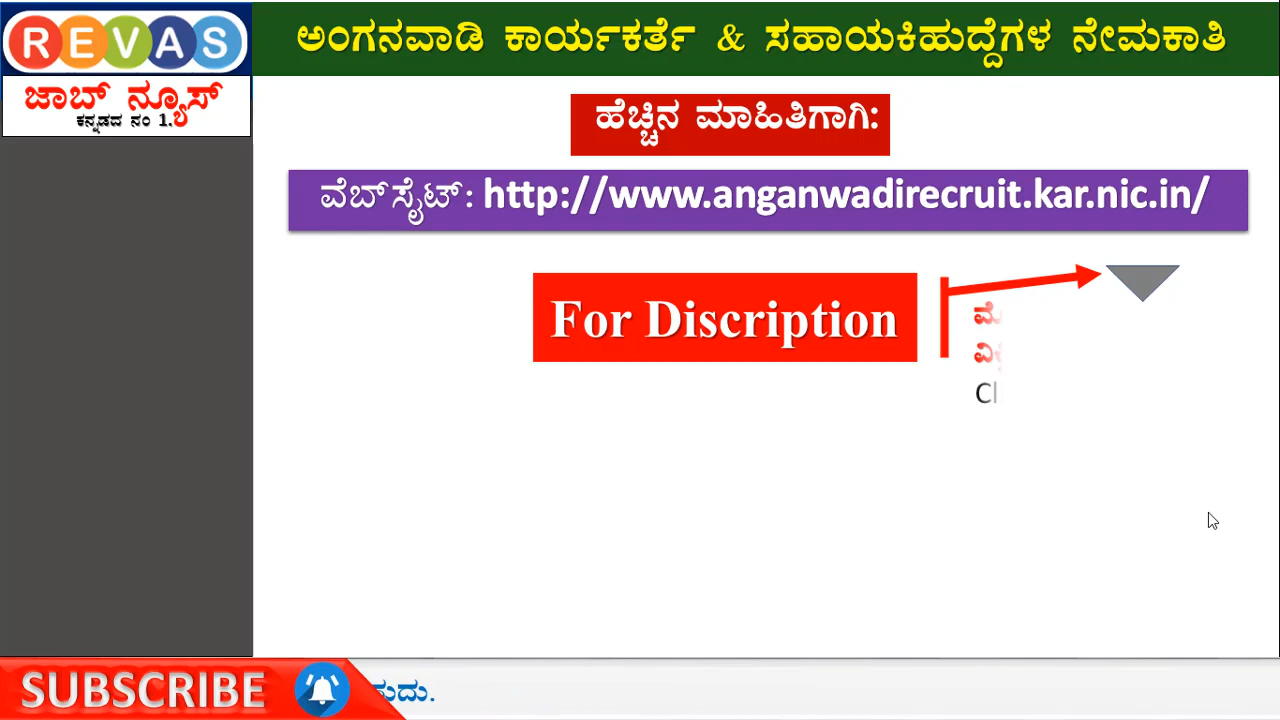 REVAS
ಜಾಬ್ ನ್ಯೂಸ್
ಕನ್ನಡದ ನಂ 1.
ಅಂಗನವಾಡಿ ಕಾರ್ಯಕರ್ತೆ & ಸಹಾಯಕಿಹುದ್ದೆಗಳ ನೇಮಕಾತಿ
ಹೆಚ್ಚಿನ ಮಾಹಿತಿಗಾಗಿ:
ವೆಬ್‌ಸೈಟ್: http://www.anganwadirecruit.kar.nic.in/
For Discription
SUBSCRIBE